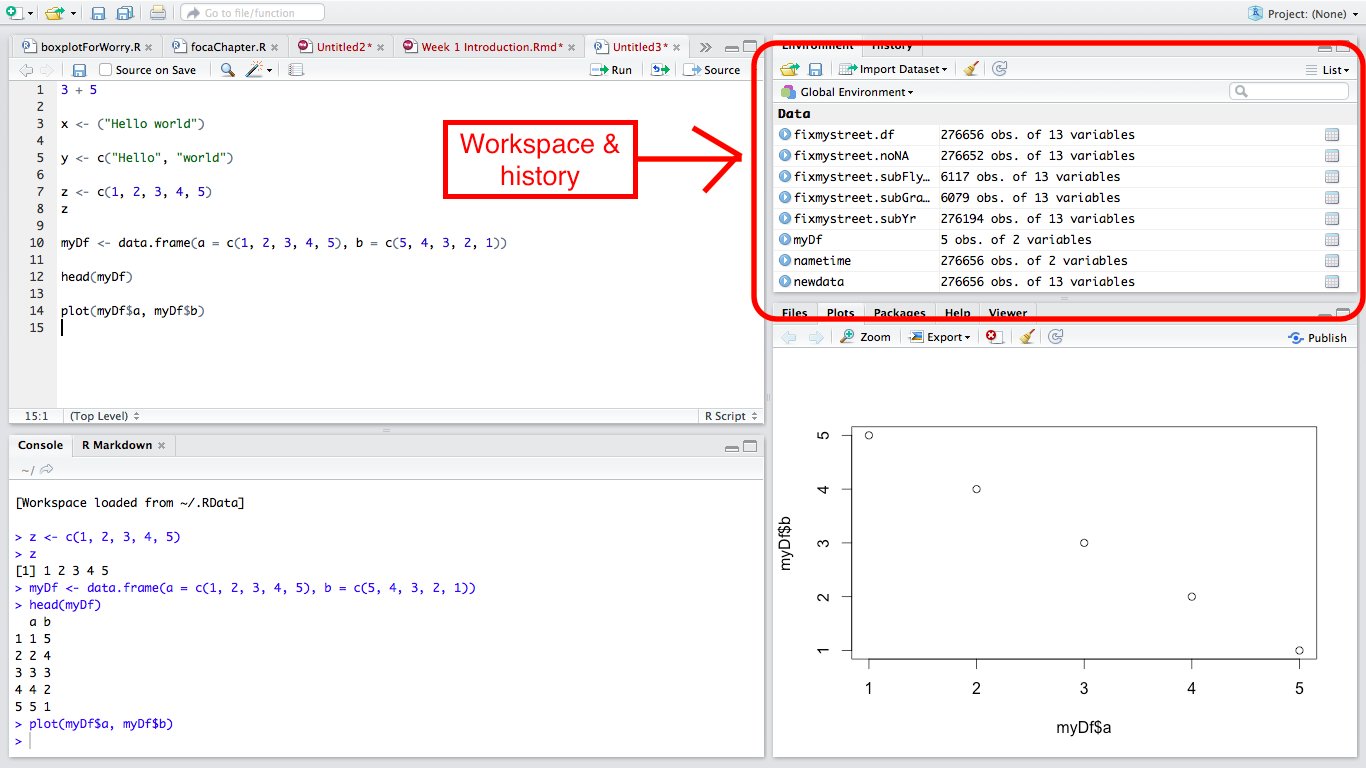 Go to file/function
Project: (None)
boxplotForWorry.R
focaChapter.R
Untitled2*
Week 1 Introduction.Rmd*
Untitled3*
Source on Save
Run
Source
1 3 + 5
2
3 x <- ("Hello world")
4
5 y <- c("Hello", "world")
6
7 z <- c(1, 2, 3, 4, 5)
8 z
9
10 myDf <- data.frame(a = c(1, 2, 3, 4, 5), b = c(5, 4, 3, 2, 1))
11
12 head(myDf)
13
14 plot(myDf$a, myDf$b)
15
15:1 (Top Level) R Script
Workspace &
history
Environment History
Import Dataset List
Global Environment
Data
fixmystreet.df 276656 obs. of 13 variables
fixmystreet.noNA 276652 obs. of 13 variables
fixmystreet.subFly… 6117 obs. of 13 variables
fixmystreet.subGra… 6079 obs. of 13 variables
fixmystreet.subYr 276194 obs. of 13 variables
myDf 5 obs. of 2 variables
nametime 276656 obs. of 2 variables
newdata 276656 obs. of 13 variables
Console R Markdown
~/
[Workspace loaded from ~/.RData]
> z <- c(1, 2, 3, 4, 5)
> z
[1] 1 2 3 4 5
> myDf <- data.frame(a = c(1, 2, 3, 4, 5), b = c(5, 4, 3, 2, 1))
> head(myDf)
a b
1 1 5
2 2 4
3 3 3
4 4 2
5 5 1
> plot(myDf$a, myDf$b)
>
Files Plots Packages Help Viewer
Zoom Export Publish
myDf$b
5
4
3
2
1
1 2 3 4 5
myDf$a